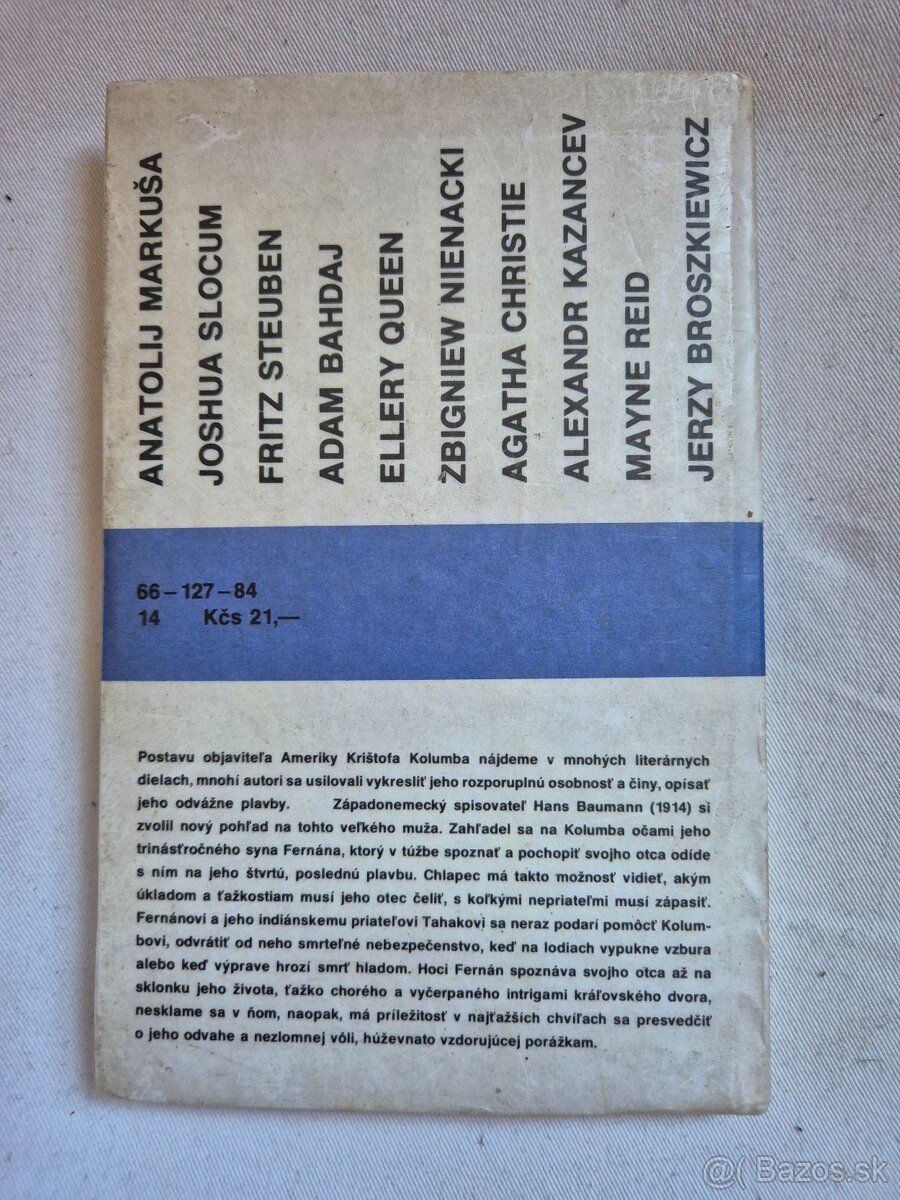 ANATOLIJ MARKUŠA
JOSHUA SLOCUM
FRITZ STEUBEN
ADAM BAHDAJ
ELLERY QUEEN
ZBIGNIEW NIENACKI
AGATHA CHRISTIE
ALEXANDR KAZANCEV
MAYNE REID
JERZY BROSZKIEWICZ
66–127–84
14 Kčs 21,—
Postavu objaviteľa Ameriky Krištofa Kolumba nájdeme v mnohých literárnych
dielach, mnohí autori sa usilovali vykresliť jeho rozporuplnú osobnosť a činy, opísať
jeho odvážne plavby. Západonemecký spisovateľ Hans Baumann (1914) si
zvolil nový pohľad na tohto veľkého muža. Zahľadel sa na Kolumba očami jeho
trinásťročného syna Fernána, ktorý v túžbe spoznať a pochopiť svojho otca odíde
s ním na jeho štvrtú, poslednú plavbu. Chlapec má takto možnosť vidieť, akým
úkladom a ťažkostiam musí jeho otec čeliť, s koľkými nepriateľmi musí zápasiť.
Fernánovi a jeho indiánskemu priateľovi Tahakovi sa neraz podarí pomôcť Kolum-
bovi, odvrátiť od neho smrteľné nebezpečenstvo, keď na lodiach vypukne vzbura
alebo keď výprave hrozí smrť hladom. Hoci Fernán spoznáva svojho otca až na
sklonku jeho života, ťažko chorého a vyčerpaného intrigami kráľovského dvora,
nesklame sa v ňom, naopak, má príležitosť v najťažších chvíľach sa presvedčiť
o jeho odvahe a nezlomnej vôli, húževnato vzdorujúcej porážkam.
@( Bazos.sk